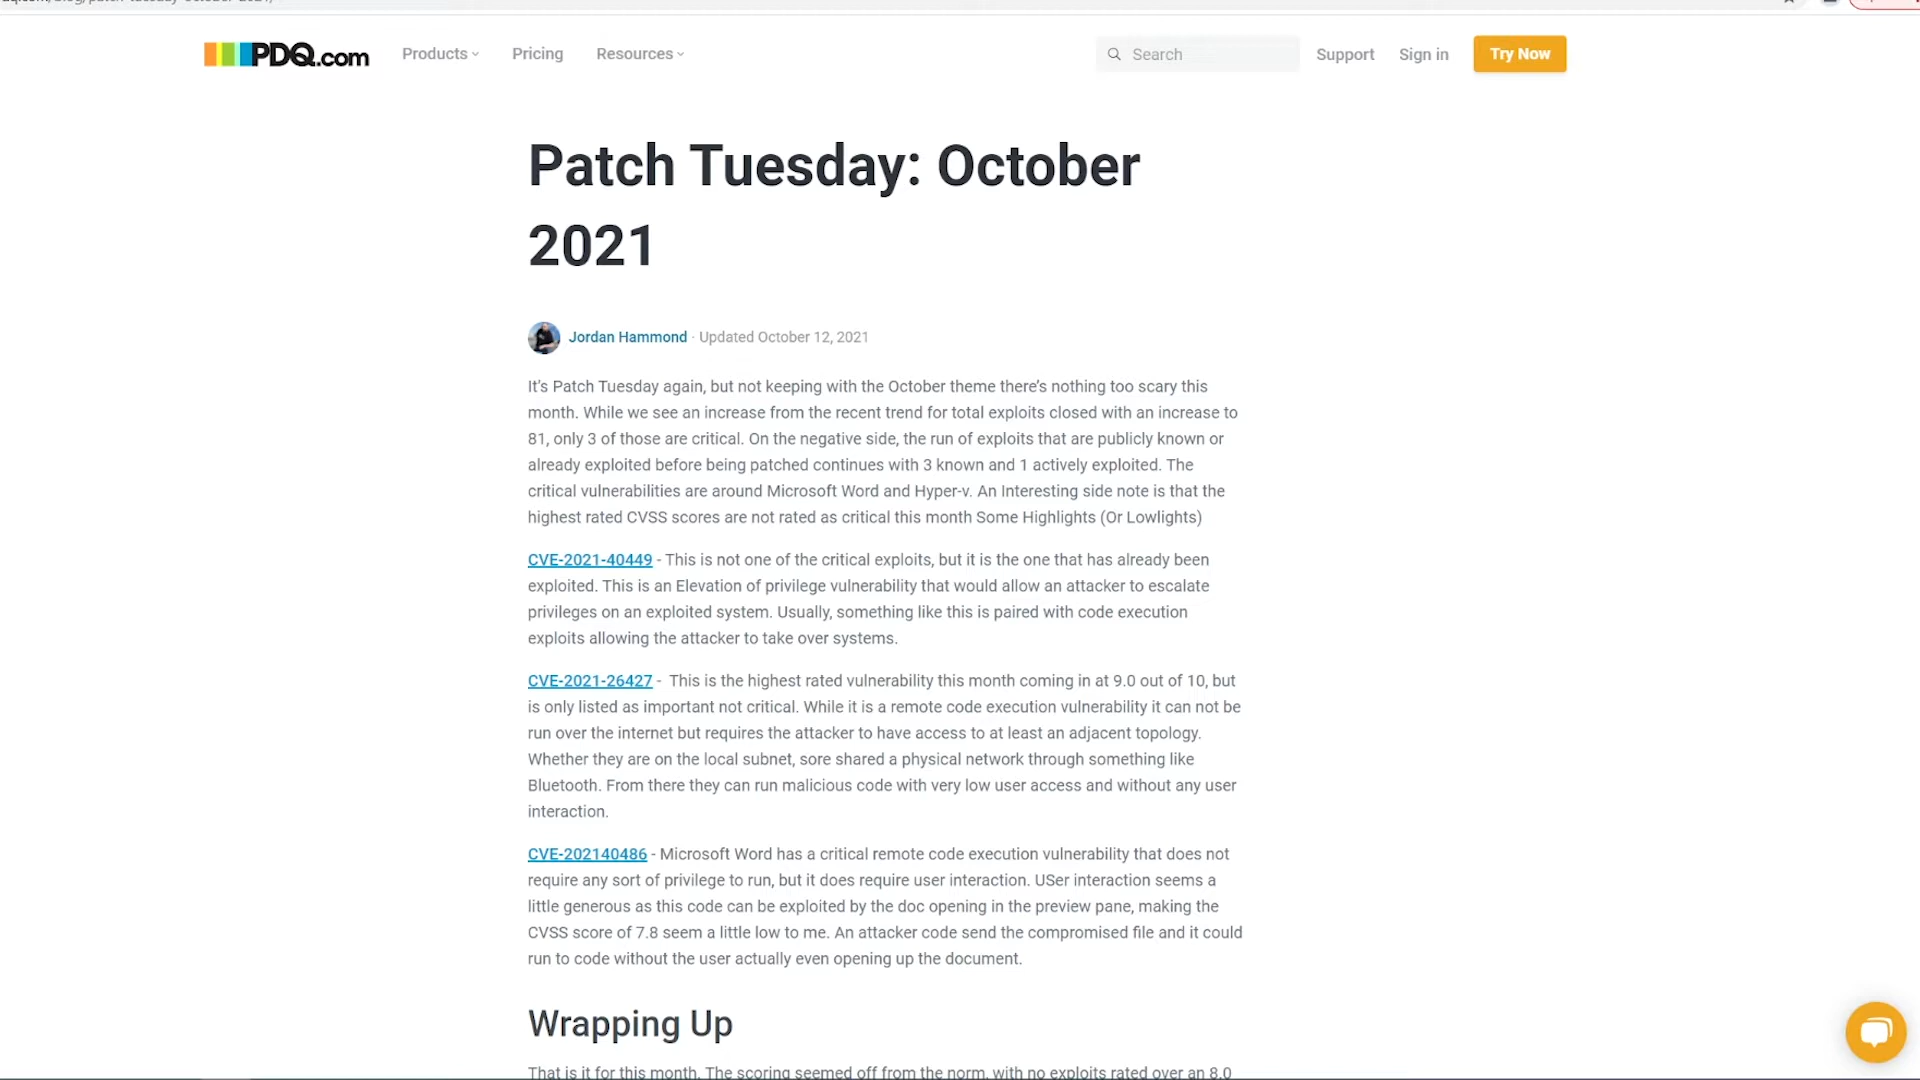 PDQ.com
Products
Pricing
Resources
Search
Support
Sign in
Try Now
Patch Tuesday: October
2021
Jordan Hammond · Updated October 12, 2021
It's Patch Tuesday again, but not keeping with the October theme there's nothing too scary this
month. While we see an increase from the recent trend for total exploits closed with an increase to
81, only 3 of those are critical. On the negative side, the run of exploits that are publicly known or
already exploited before being patched continues with 3 known and 1 actively exploited. The
critical vulnerabilities are around Microsoft Word and Hyper-v. An Interesting side note is that the
highest rated CVSS scores are not rated as critical this month Some Highlights (Or Lowlights)
CVE-2021-40449 - This is not one of the critical exploits, but it is the one that has already been
exploited. This is an Elevation of privilege vulnerability that would allow an attacker to escalate
privileges on an exploited system. Usually, something like this is paired with code execution
exploits allowing the attacker to take over systems.
CVE-2021-26427 - This is the highest rated vulnerability this month coming in at 9.0 out of 10, but
is only listed as important not critical. While it is a remote code execution vulnerability it can not be
run over the internet but requires the attacker to have access to at least an adjacent topology.
Whether they are on the local subnet, sore shared a physical network through something like
Bluetooth. From there they can run malicious code with very low user access and without any user
interaction.
CVE-202140486 - Microsoft Word has a critical remote code execution vulnerability that does not
require any sort of privilege to run, but it does require user interaction. USer interaction seems a
little generous as this code can be exploited by the doc opening in the preview pane, making the
CVSS score of 7.8 seem a little low to me. An attacker code send the compromised file and it could
run to code without the user actually even opening up the document.
Wrapping Up
That is it for this month. The scoring seemed off from the norm, with no exploits rated over an 8.0